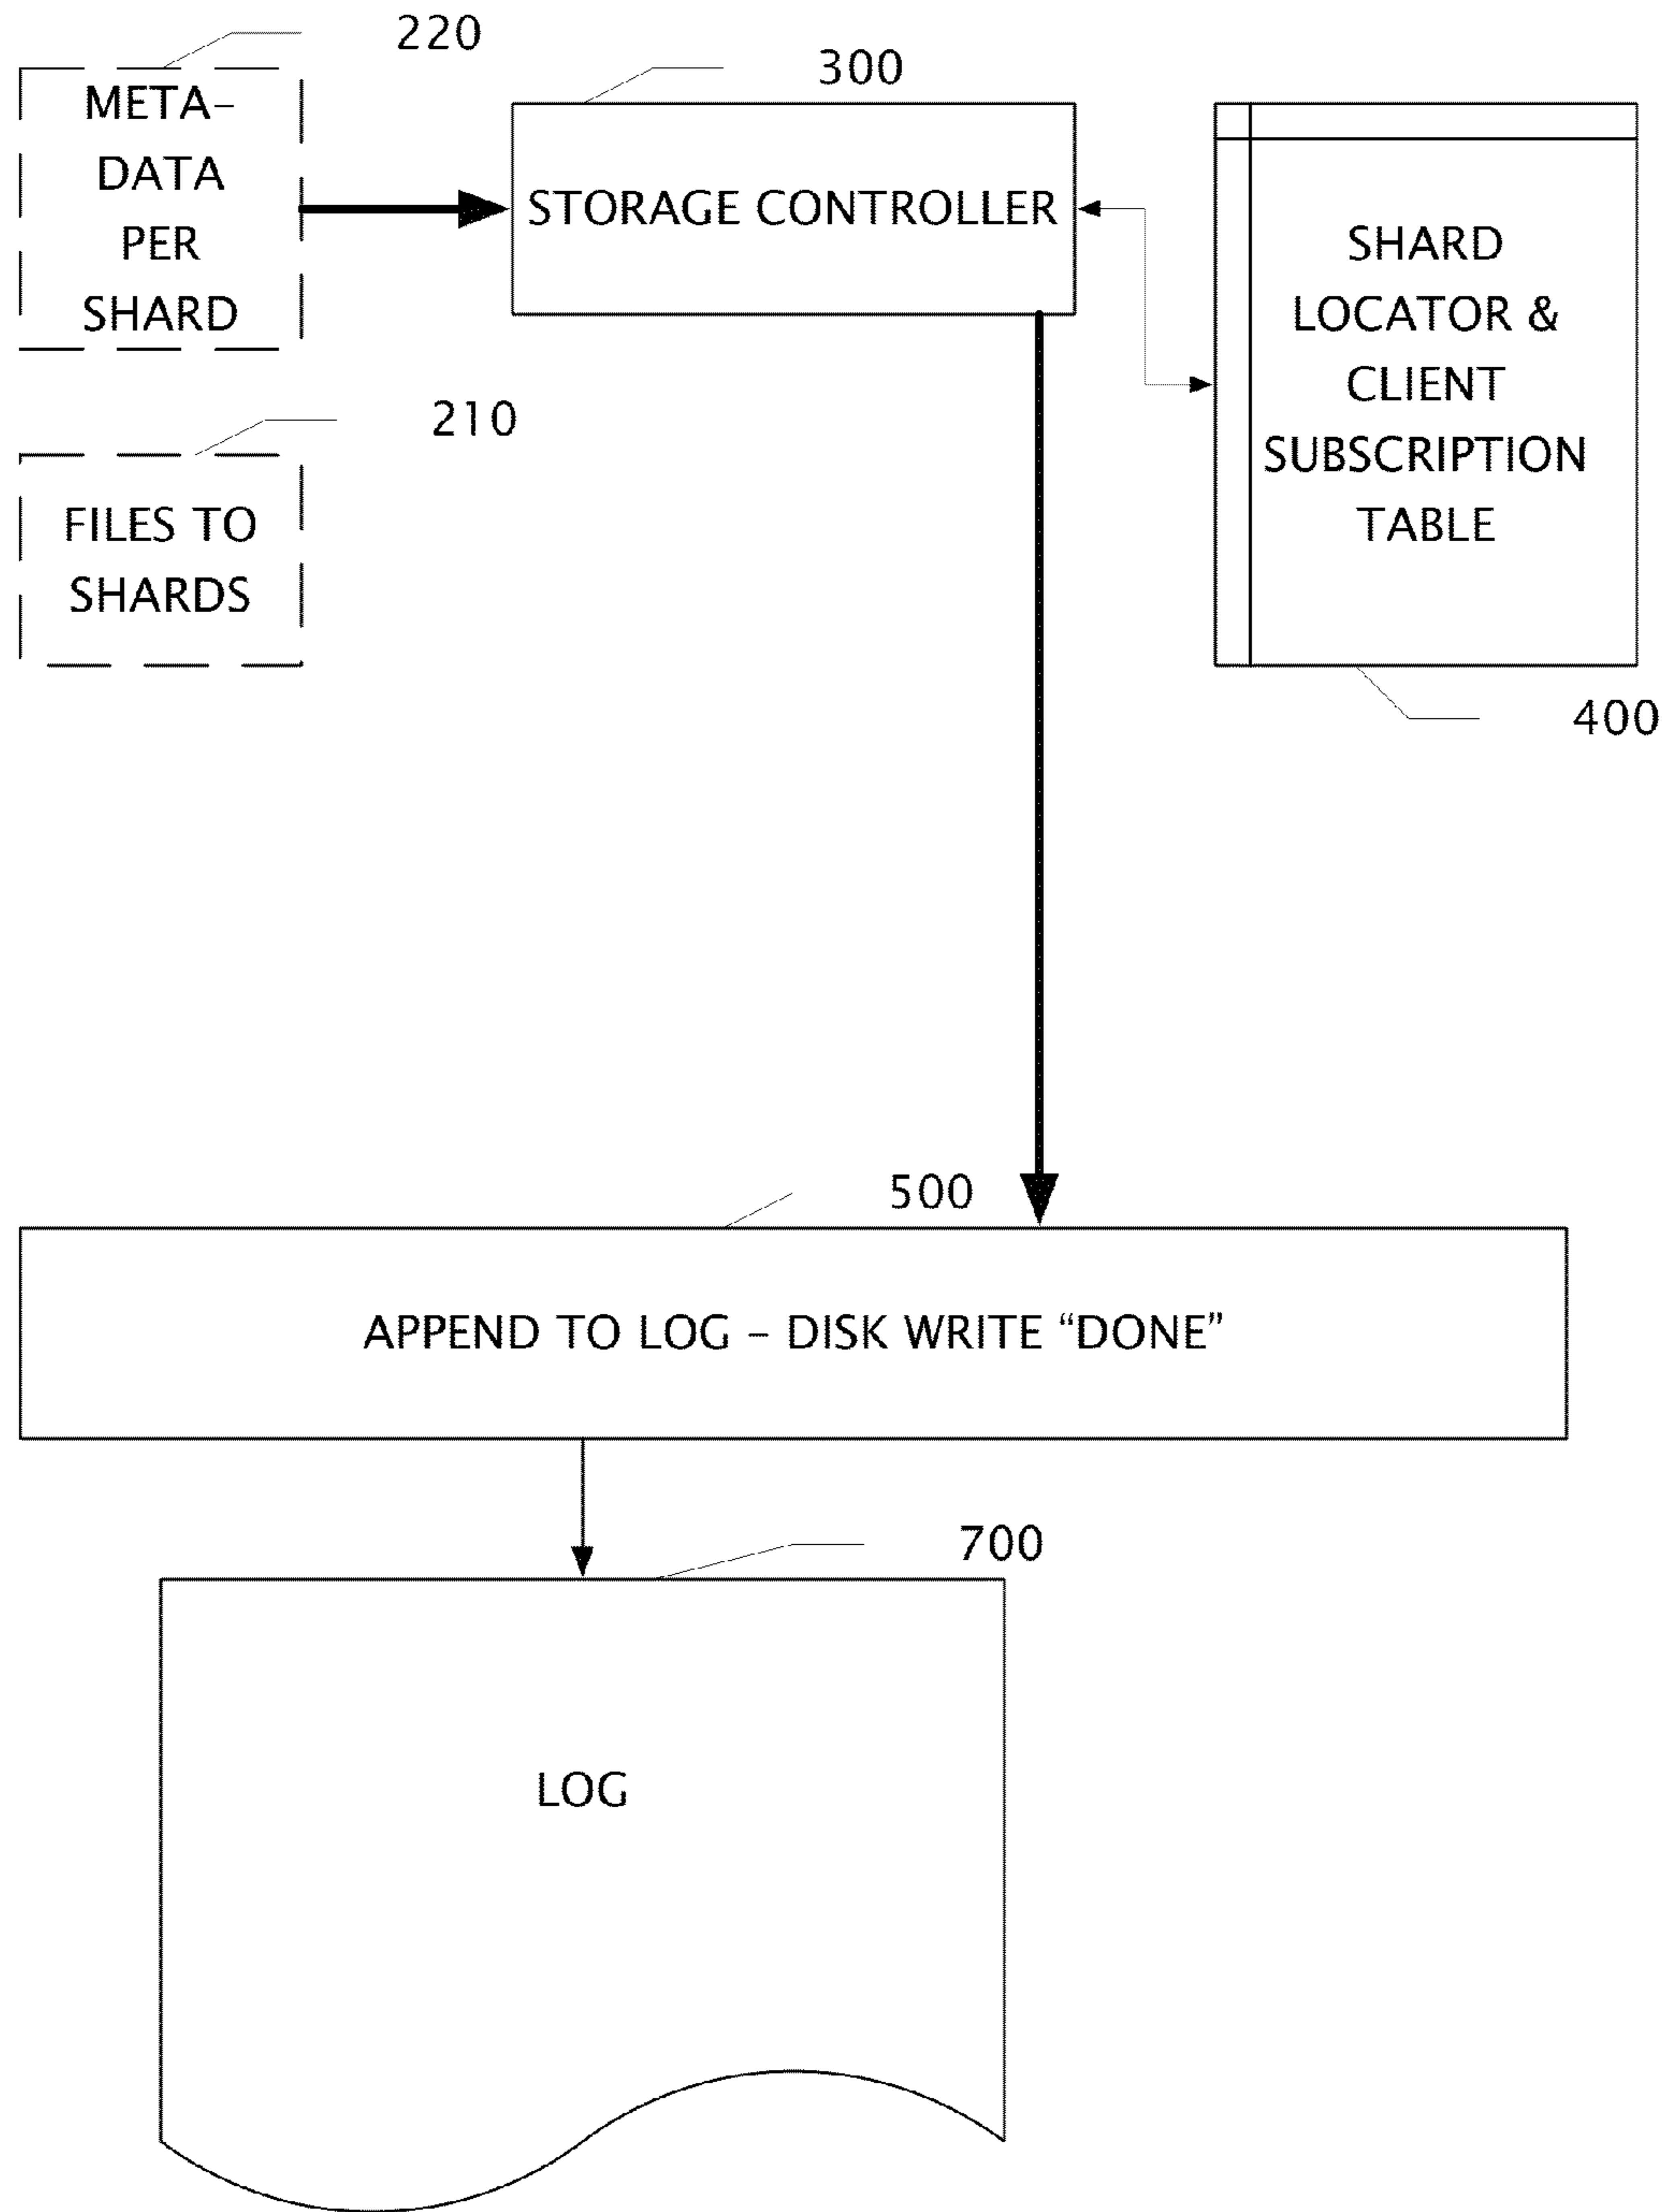 220
META-
DATA
PER
SHARD
300
STORAGE CONTROLLER
SHARD
LOCATOR &
CLIENT
SUBSCRIPTION
TABLE
400
210
FILES TO
SHARDS
500
APPEND TO LOG – DISK WRITE “DONE”
700
LOG